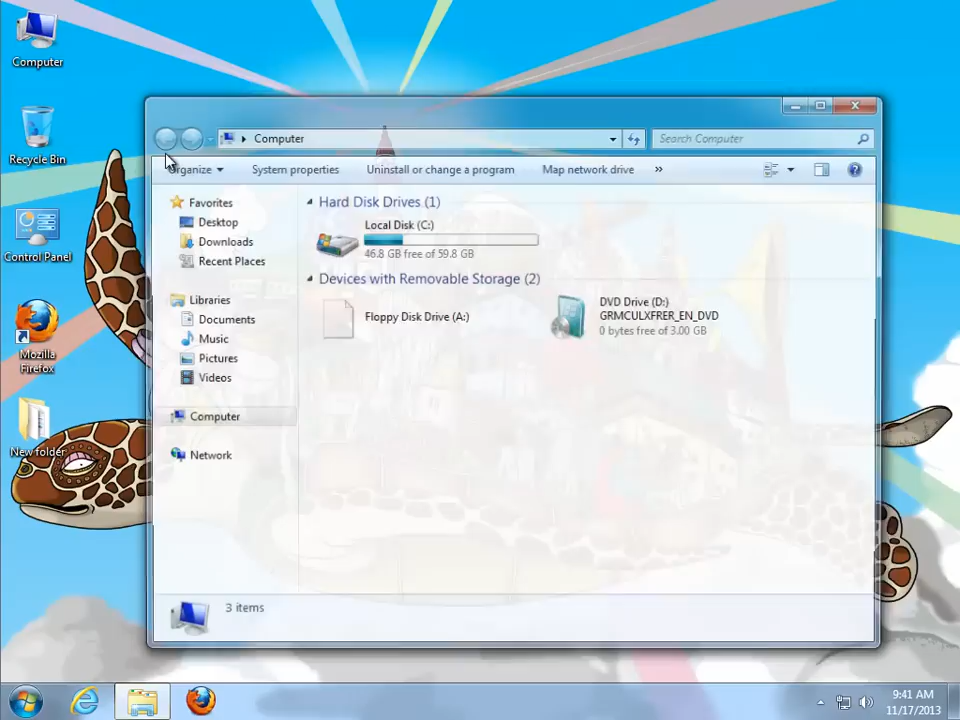 Computer
Recycle Bin
Control Panel
Mozilla
Firefox
New folder
Computer
Search Computer
Organize
System properties
Uninstall or change a program
Map network drive
»
Favorites
Desktop
Downloads
Recent Places
Libraries
Documents
Music
Pictures
Videos
Computer
Network
Hard Disk Drives (1)
Local Disk (C:)
46.8 GB free of 59.8 GB
Devices with Removable Storage (2)
Floppy Disk Drive (A:)
DVD Drive (D:)
GRMCULXFRER_EN_DVD
0 bytes free of 3.00 GB
3 items
9:41 AM
11/17/2013